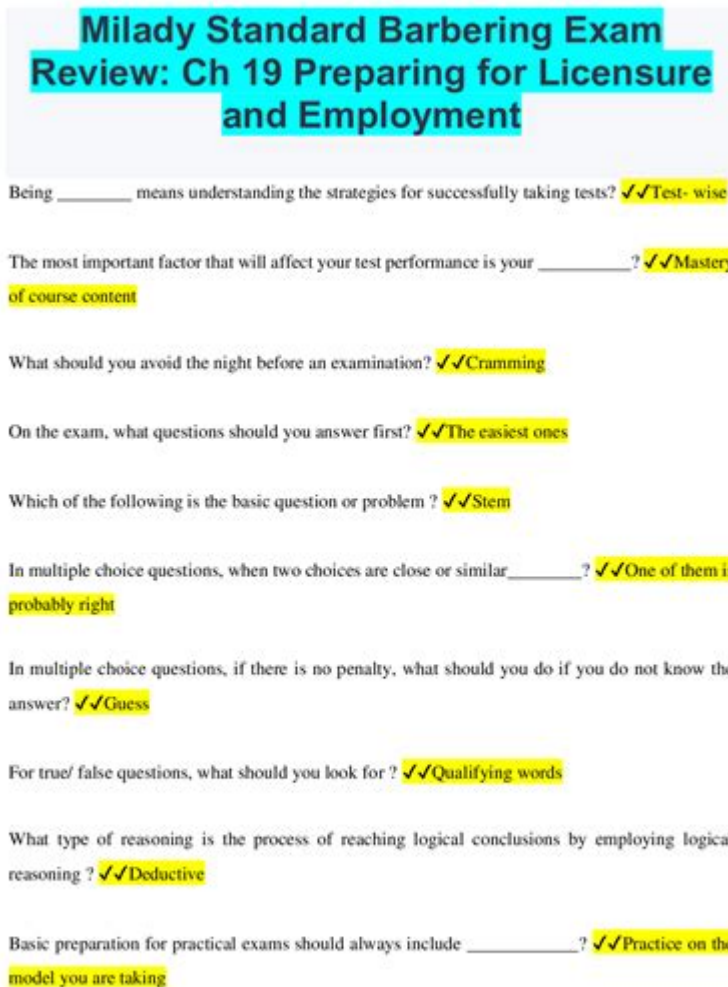 Milady Standard Barbering Exam
Review: Ch 19 Preparing for Licensure
and Employment
Being ________ means understanding the strategies for successfully taking tests? ✓✓Test- wise
The most important factor that will affect your test performance is your __________? ✓✓Mastery
of course content
What should you avoid the night before an examination? ✓✓Cramming
On the exam, what questions should you answer first? ✓✓The easiest ones
Which of the following is the basic question or problem ? ✓✓Stem
In multiple choice questions, when two choices are close or similar________? ✓✓One of them i
probably right
In multiple choice questions, if there is no penalty, what should you do if you do not know the
answer? ✓✓Guess
For true/ false questions, what should you look for ? ✓✓Qualifying words
What type of reasoning is the process of reaching logical conclusions by employing logica
reasoning ? ✓✓Deductive
Basic preparation for practical exams should always include ____________? ✓✓Practice on the
model you are taking